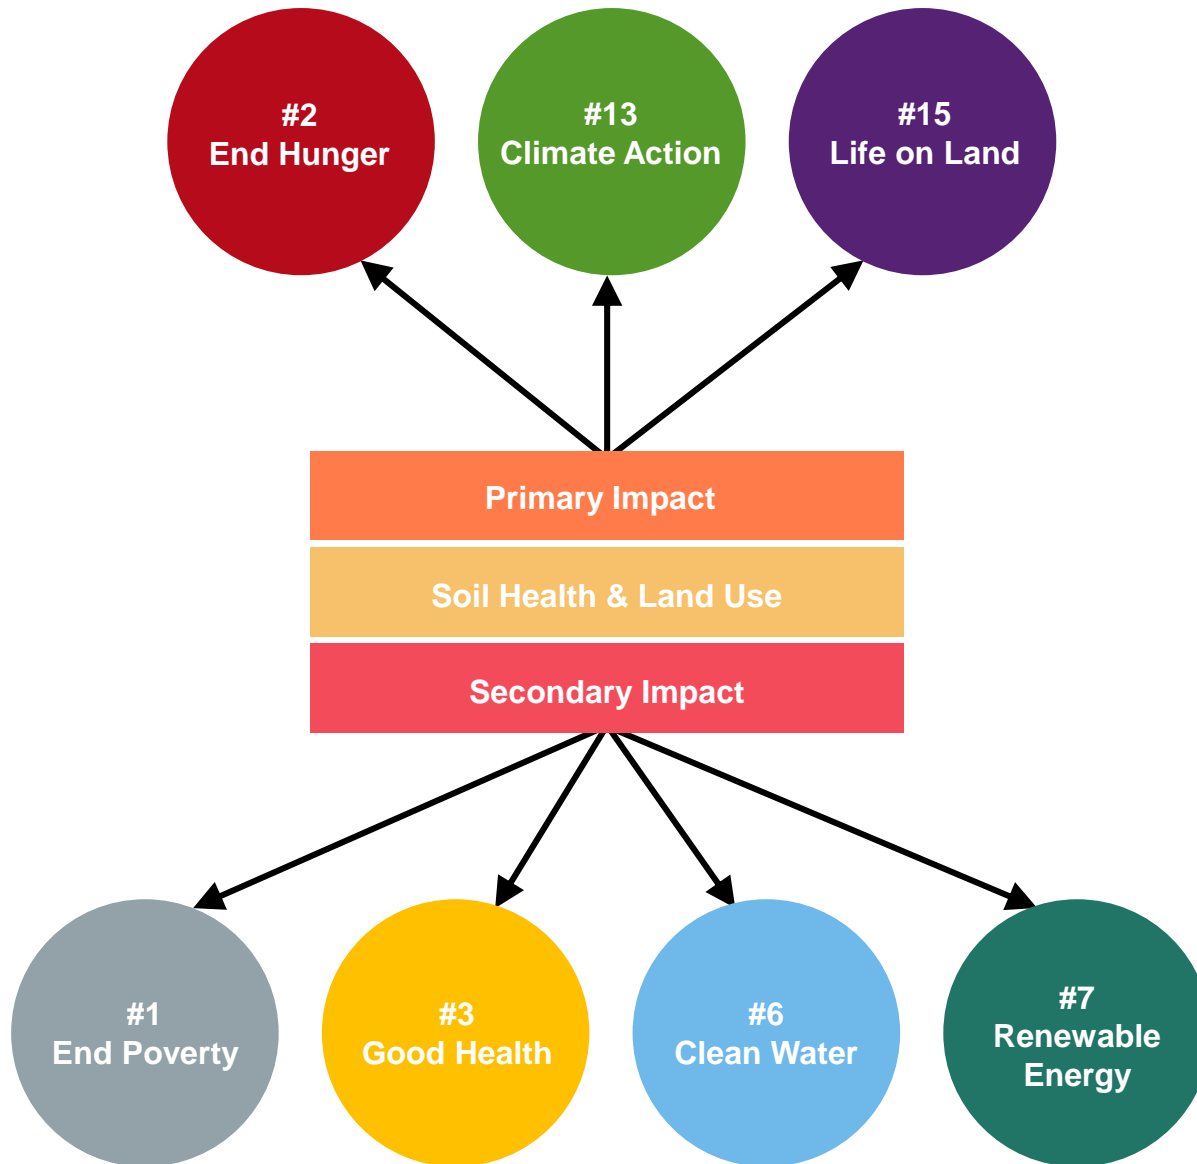 #2
End Hunger
#13
Climate Action
#15
Life on Land
Primary Impact
Soil Health & Land Use
Secondary Impact
#1
End Poverty
#3
Good Health
#6
Clean Water
#7
Renewable
Energy